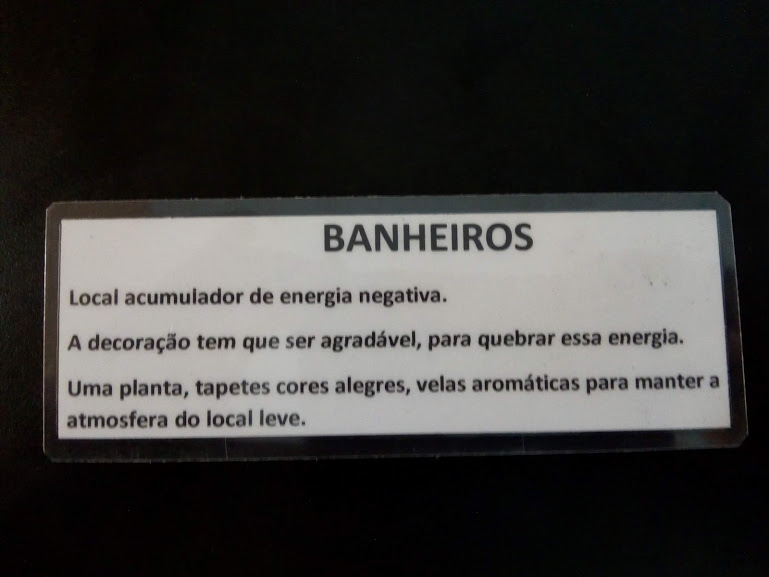 BANHEIROS
Local acumulador de energia negativa.
A decoração tem que ser agradável, para quebrar essa energia.
Uma planta, tapetes cores alegres, velas aromáticas para manter a
atmosfera do local leve.